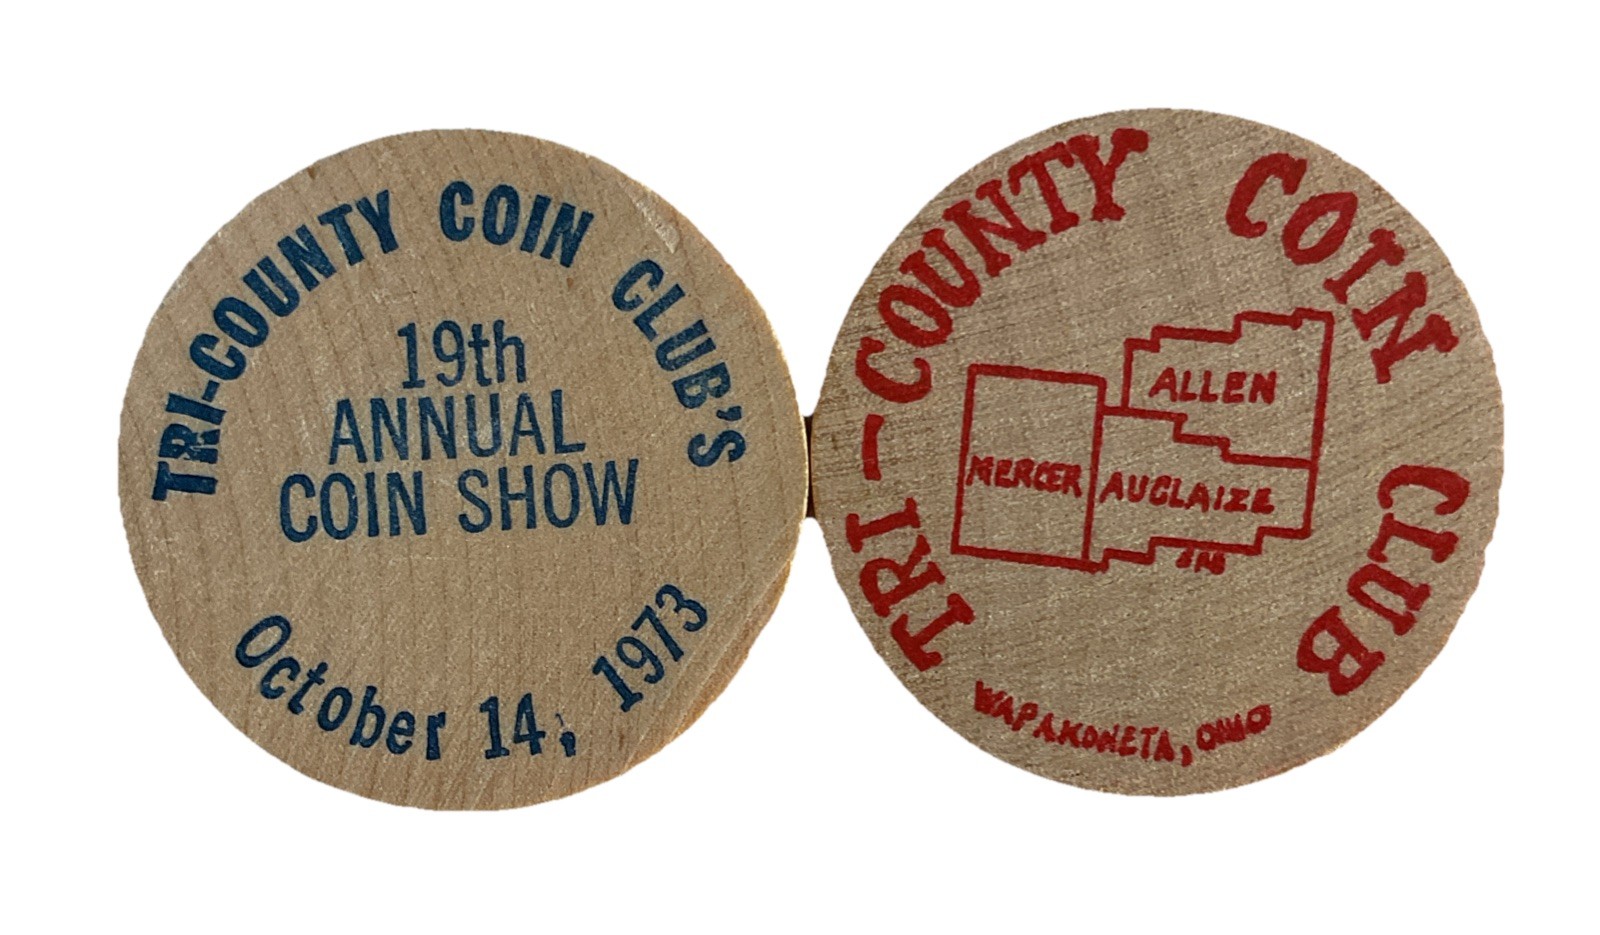 TRI-COUNTY COIN CLUB'S
19th
ANNUAL
COIN SHOW
October 14, 1973
TRI-COUNTY COIN CLUB
ALLEN
MERCER
AUGLAIZE
WAPAKONETA, OHIO